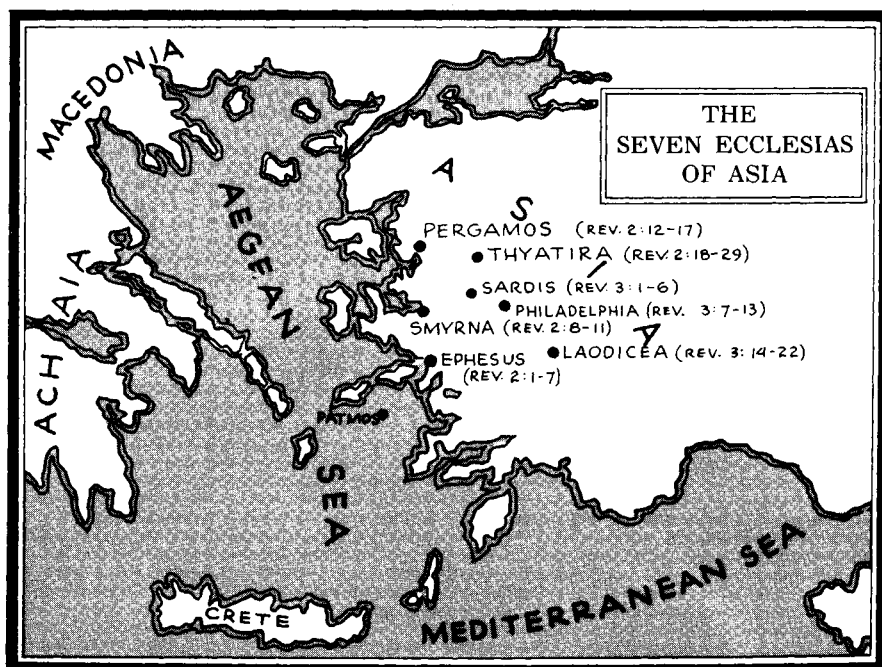 THE
SEVEN ECCLESIAS
OF ASIA
MACEDONIA
AEGEAN
SEA
ACHAIA
ASIA
PERGAMOS (REV. 2:12-17)
THYATIRA (REV. 2:18-29)
SARDIS (REV. 3:1-6)
PHILADELPHIA (REV. 3:7-13)
SMYRNA (REV. 2:8-11)
EPHESUS
(REV. 2:1-7)
LAODICEA (REV. 3:14-22)
PATMOS
CRETE
MEDITERRANEAN SEA